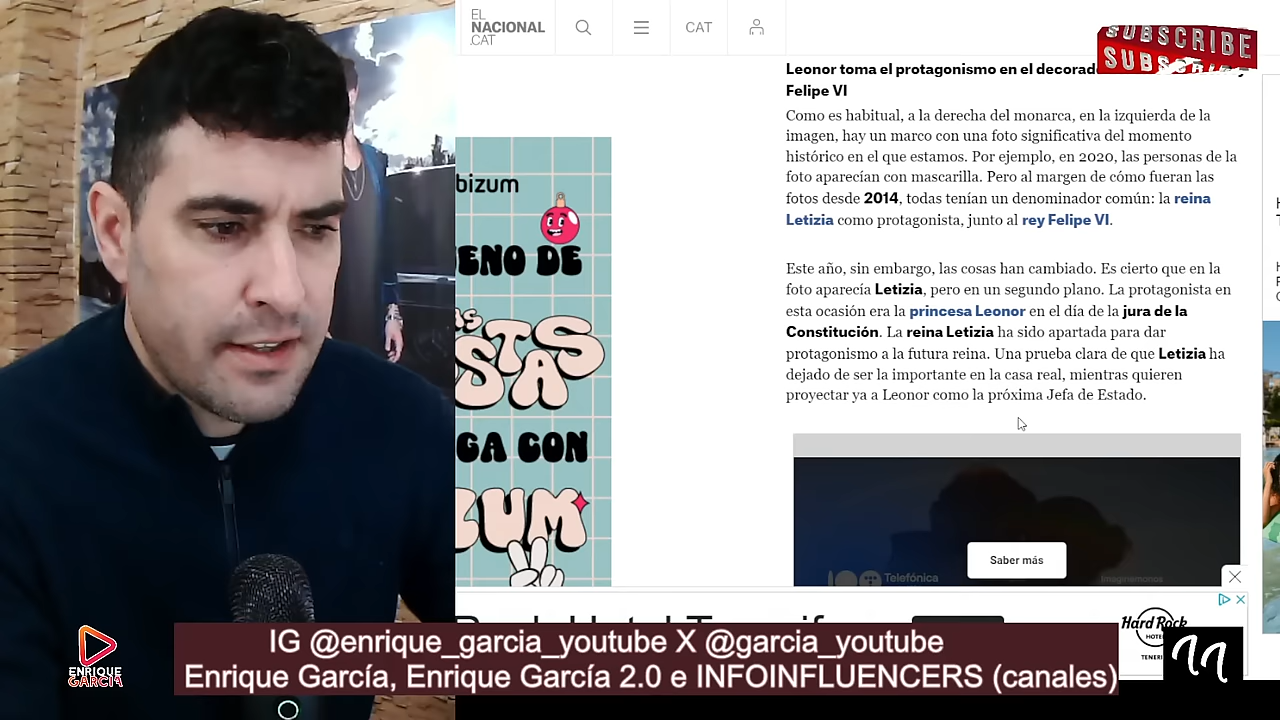 EL
NACIONAL
.CAT
CAT
SUBSCRIBE
Leonor toma el protagonismo en el
Felipe VI
Como es habitual, a la derecha del monarca, en la izquierda de la
imagen, hay un marco con una foto significativa del momento
histórico en el que estamos. Por ejemplo, en 2020, las personas de la
foto aparecían con mascarilla. Pero al margen de cómo fueran las
fotos desde 2014, todas tenían un denominador común: la reina
Letizia como protagonista, junto al rey Felipe VI.
Este año, sin embargo, las cosas han cambiado. Es cierto que en la
foto aparecía Letizia, pero en un segundo plano. La protagonista en
esta ocasión era la princesa Leonor en el día de la jura de la
Constitución. La reina Letizia ha sido apartada para dar
protagonismo a la futura reina. Una prueba clara de que Letizia ha
dejado de ser la importante en la casa real, mientras quieren
proyectar ya a Leonor como la próxima Jefa de Estado.
bizum
ENO DE
STAS
GA CON
ZUM
Saber más
Telefónica
Imaginemonos
Hard Rock
HOTEL
TENERI
IG @enrique_garcia_youtube X @garcia_youtube
Enrique García, Enrique García 2.0 e INFOINFLUENCERS (canales)
ENRIQUE
GARCÍA